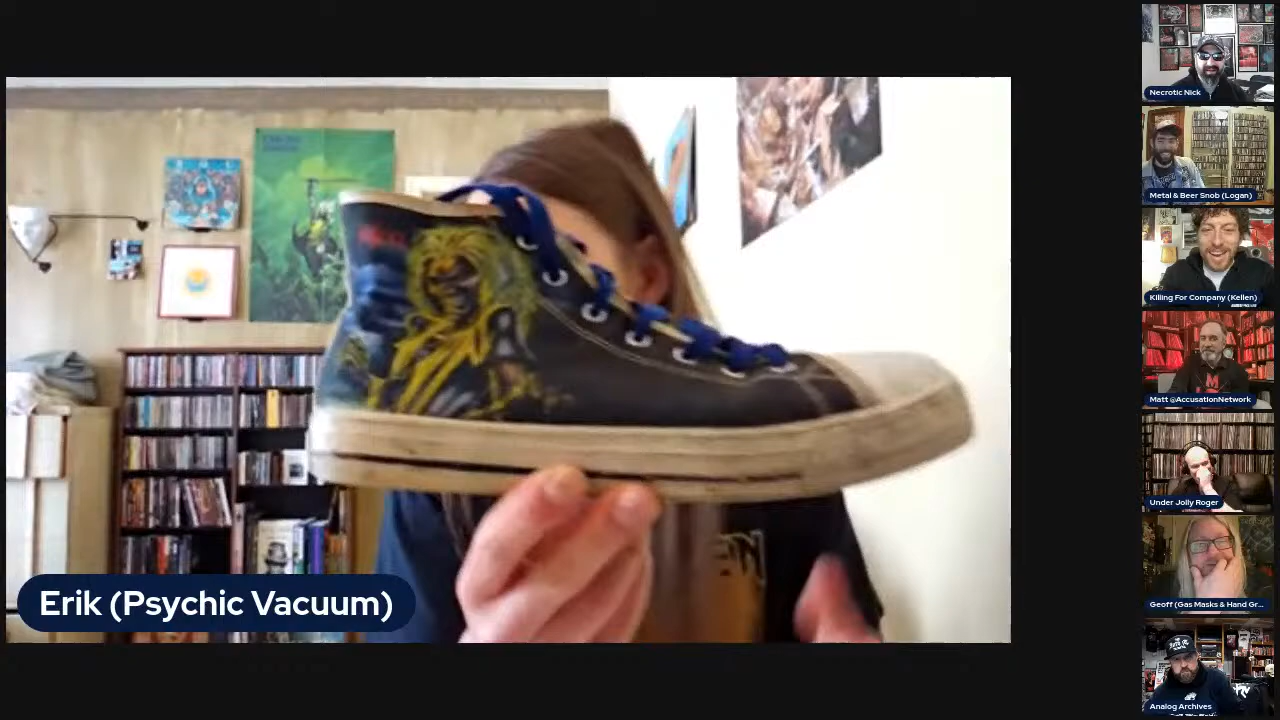 Erik (Psychic Vacuum)
Necrotic Nick
Metal & Beer Snob (Logan)
Killing For Company (Kellen)
Matt @AccusationNetwork
Under Jolly Roger
Geoff (Gas Masks & Hand Gr...
Analog Archives